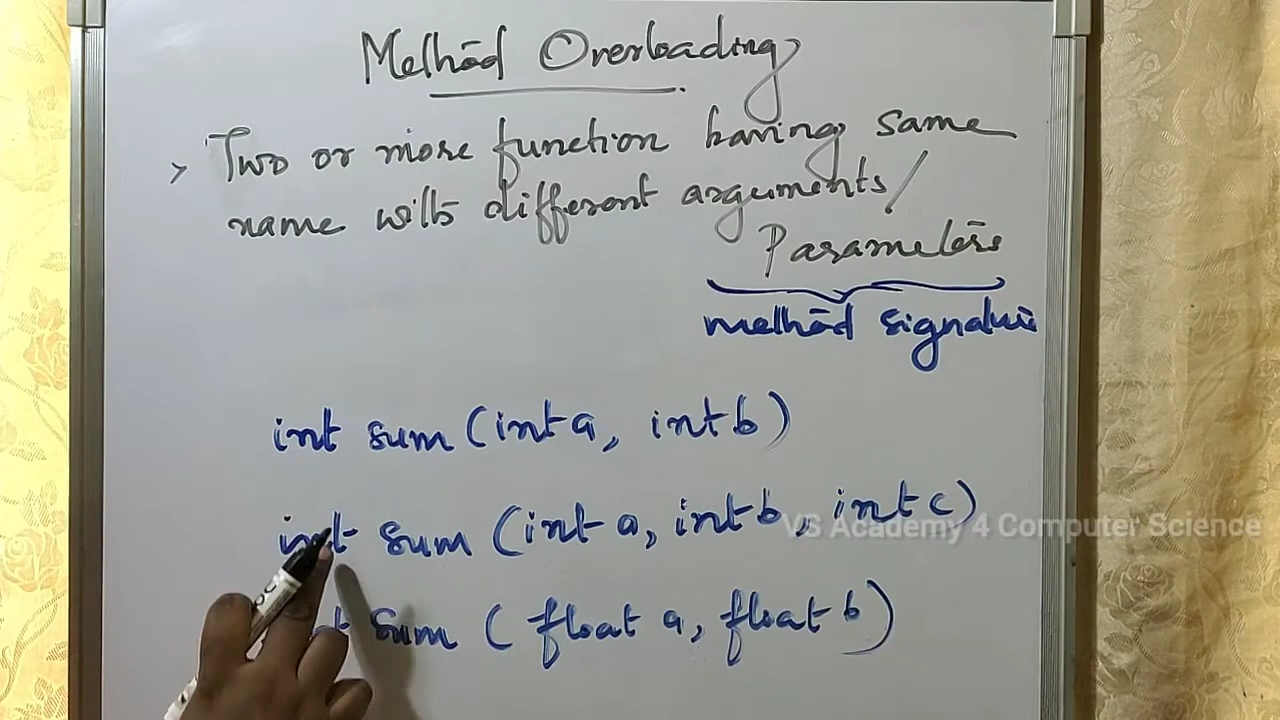 Method Overloading
> Two or more function having same
name with different arguments/
Parameters
method signature
int sum (int a, int b)
int sum (int a, int b, int c)
VS Academy 4 Computer Science
sum (float a, float b)